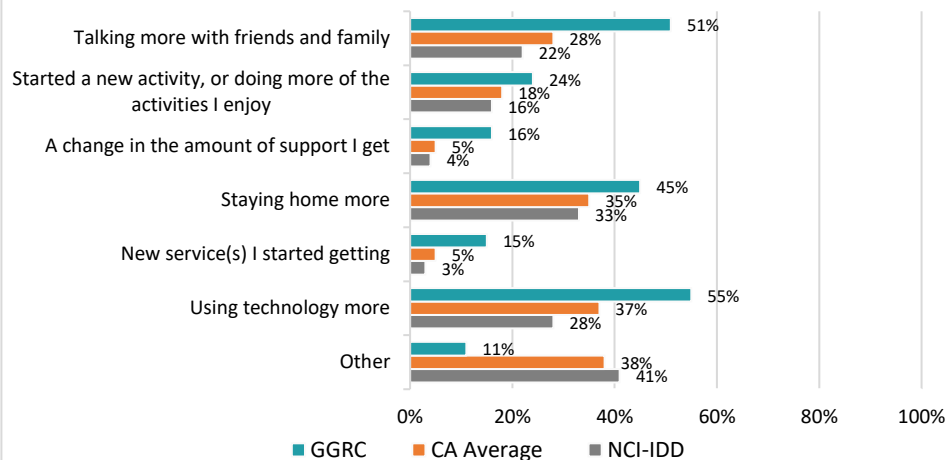 Talking more with friends and family
51%
28%
22%
Started a new activity, or doing more of the
activities I enjoy
24%
18%
16%
A change in the amount of support I get
16%
5%
4%
Staying home more
45%
35%
33%
New service(s) I started getting
15%
5%
3%
Using technology more
55%
37%
28%
Other
11%
38%
41%
0% 20% 40% 60% 80% 100%
GGRC CA Average NCI-IDD